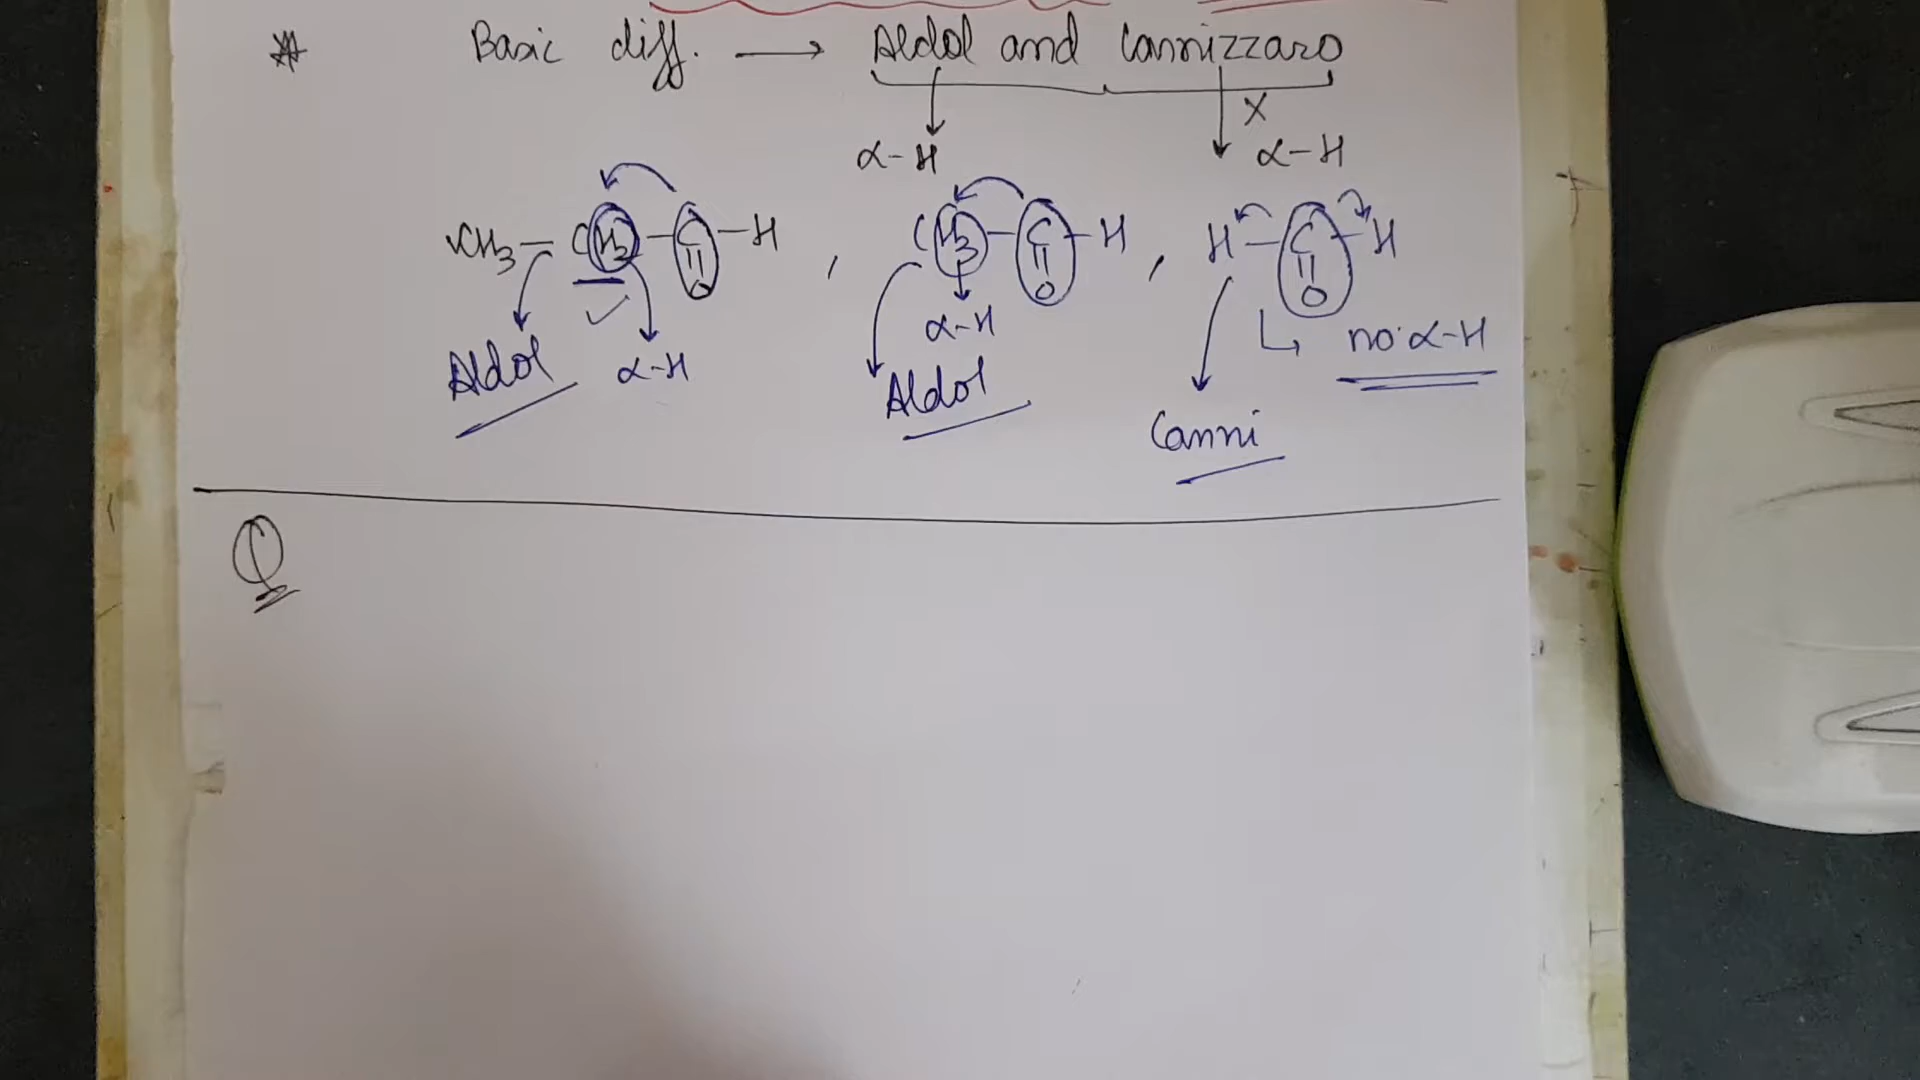 Basic diff. → Aldol and Cannizzaro
α-H X α-H
CH3 - CH2 - C - H , CH3 - C - H , H - C - H
O O O
α-H no α-H
Aldol α-H Aldol
Canni
Q